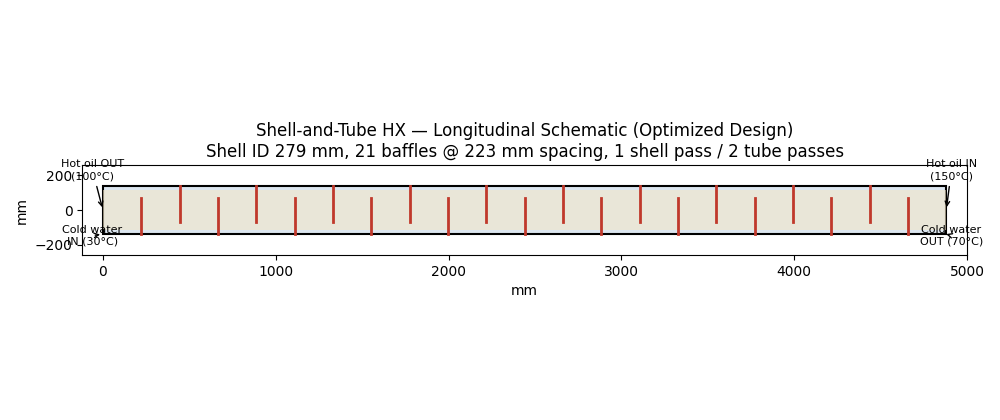 Shell-and-Tube HX — Longitudinal Schematic (Optimized Design)
Shell ID 279 mm, 21 baffles @ 223 mm spacing, 1 shell pass / 2 tube passes
Hot oil OUT
(100°C)
Hot oil IN
(150°C)
200
0
−200
mm
Cold water
IN (30°C)
Cold water
OUT (70°C)
0 1000 2000 3000 4000 5000
mm